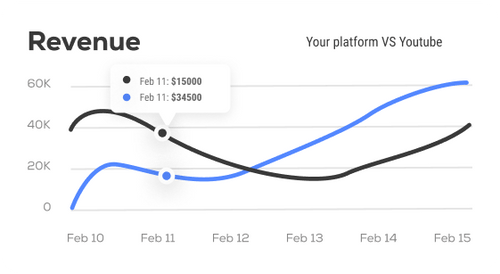 Revenue
Your platform VS Youtube
Feb 11: $15000
Feb 11: $34500
60K
40K
20K
0
Feb 10 Feb 11 Feb 12 Feb 13 Feb 14 Feb 15